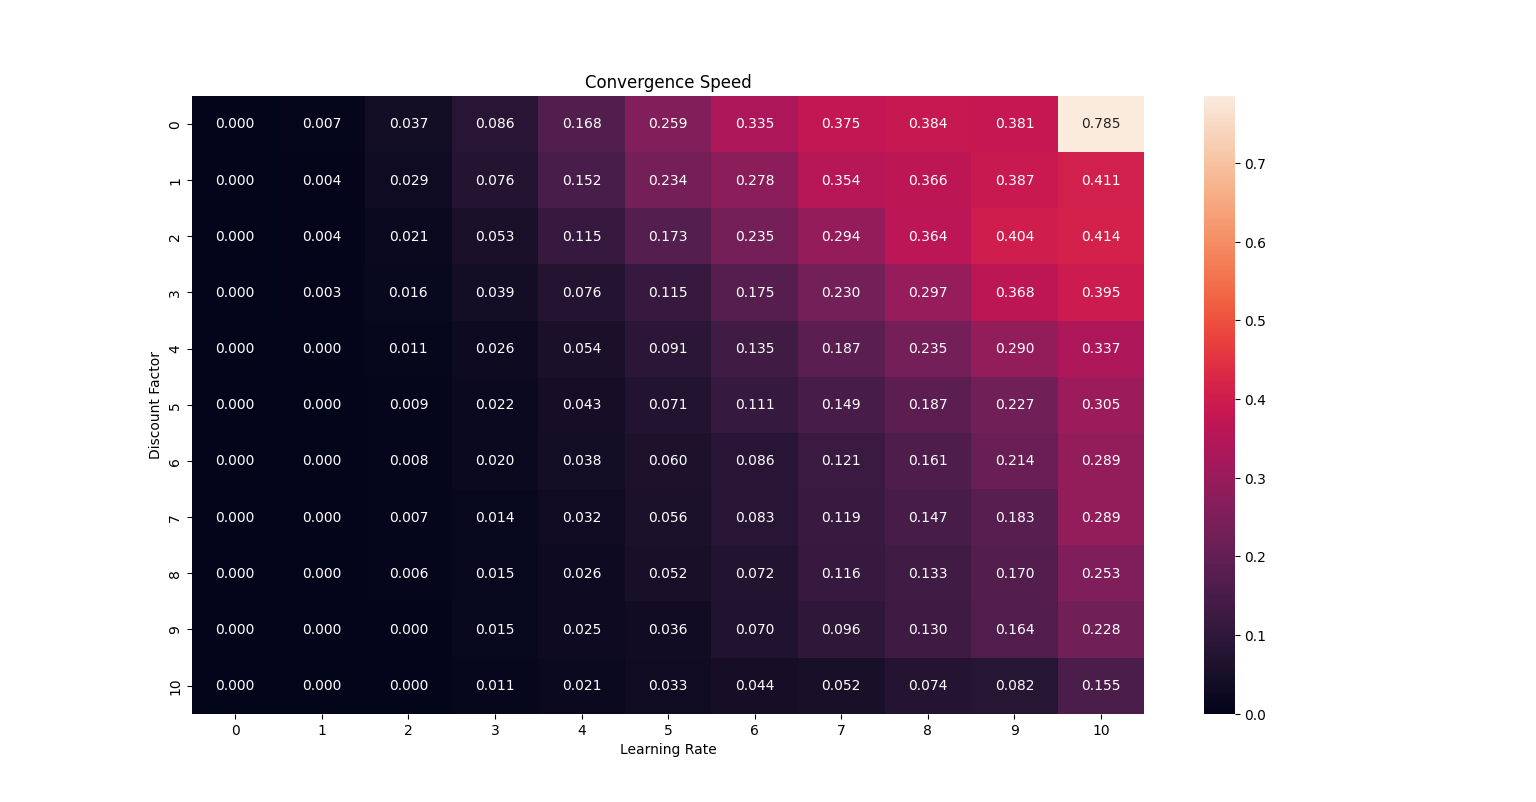 Convergence Speed
0 0.000 0.007 0.037 0.086 0.168 0.259 0.335 0.375 0.384 0.381 0.785
1 0.000 0.004 0.029 0.076 0.152 0.234 0.278 0.354 0.366 0.387 0.411
2 0.000 0.004 0.021 0.053 0.115 0.173 0.235 0.294 0.364 0.404 0.414
3 0.000 0.003 0.016 0.039 0.076 0.115 0.175 0.230 0.297 0.368 0.395
4 0.000 0.000 0.011 0.026 0.054 0.091 0.135 0.187 0.235 0.290 0.337
5 0.000 0.000 0.009 0.022 0.043 0.071 0.111 0.149 0.187 0.227 0.305
6 0.000 0.000 0.008 0.020 0.038 0.060 0.086 0.121 0.161 0.214 0.289
7 0.000 0.000 0.007 0.014 0.032 0.056 0.083 0.119 0.147 0.183 0.289
8 0.000 0.000 0.006 0.015 0.026 0.052 0.072 0.116 0.133 0.170 0.253
9 0.000 0.000 0.000 0.015 0.025 0.036 0.070 0.096 0.130 0.164 0.228
10 0.000 0.000 0.000 0.011 0.021 0.033 0.044 0.052 0.074 0.082 0.155
0 1 2 3 4 5 6 7 8 9 10
Learning Rate
Discount Factor
0.7
0.6
0.5
0.4
0.3
0.2
0.1
0.0